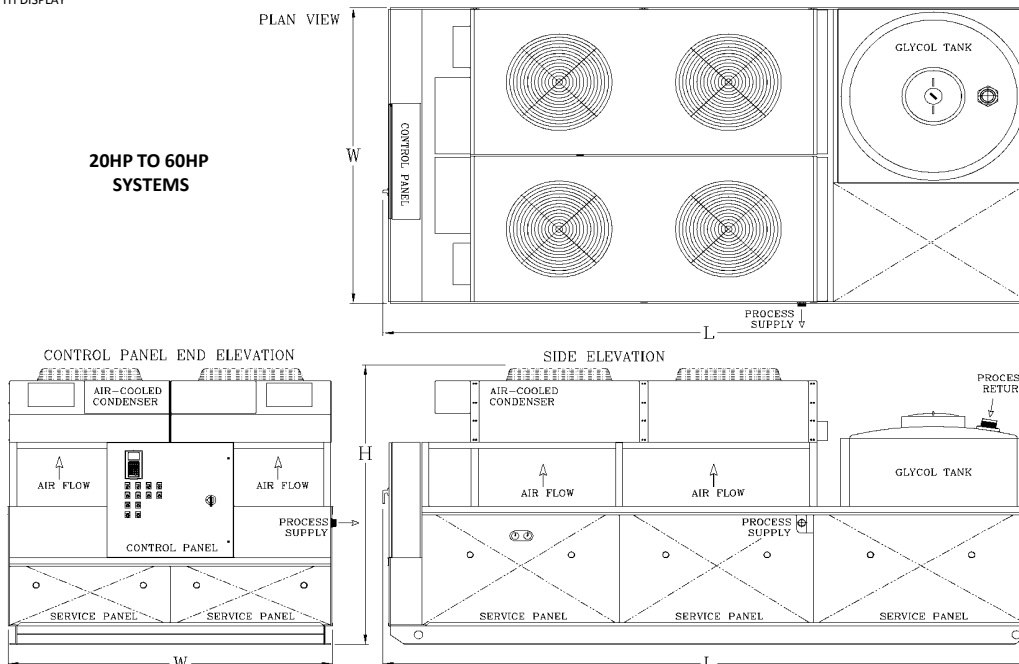 TH DISPLAY
PLAN VIEW
GLYCOL TANK
CONTROL PANEL
W
20HP TO 60HP
SYSTEMS
PROCESS
SUPPLY
L
CONTROL PANEL END ELEVATION
SIDE ELEVATION
AIR-COOLED
CONDENSER
AIR-COOLED
CONDENSER
PROCES
RETUR
H
GLYCOL TANK
AIR FLOW
AIR FLOW
AIR FLOW
AIR FLOW
PROCESS
SUPPLY
PROCESS
SUPPLY
CONTROL PANEL
SERVICE PANEL
SERVICE PANEL
SERVICE PANEL
SERVICE PANEL
SERVICE PANEL
W
L